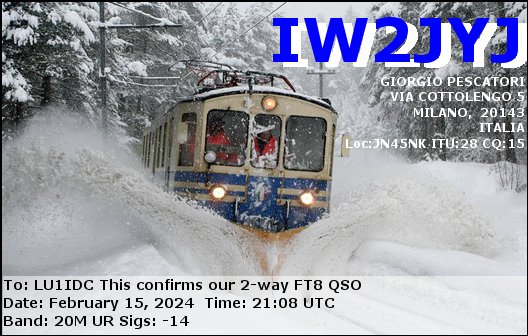 IW2JYJ
GIORGIO PESCATORI
VIA COTTOLENGO 5
MILANO, 20143
ITALIA
Loc:JN45NK ITU:28 CQ:15
To: LU1IDC This confirms our 2-way FT8 QSO
Date: February 15, 2024 Time: 21:08 UTC
Band: 20M UR Sigs: -14